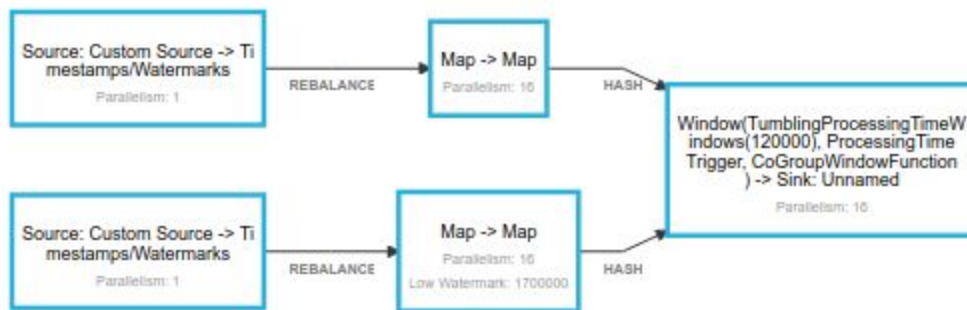 Source: Custom Source -> Ti
mestamps/Watermarks
Parallelism: 1
REBALANCE
Map -> Map
Parallelism: 16
HASH
Window(TumblingProcessingTimeW
indows(120000), ProcessingTime
Trigger, CoGroupWindowFunction
) -> Sink: Unnamed
Parallelism: 16
Source: Custom Source -> Ti
mestamps/Watermarks
Parallelism: 1
REBALANCE
Map -> Map
Parallelism: 16
Low Watermark: 1700000
HASH